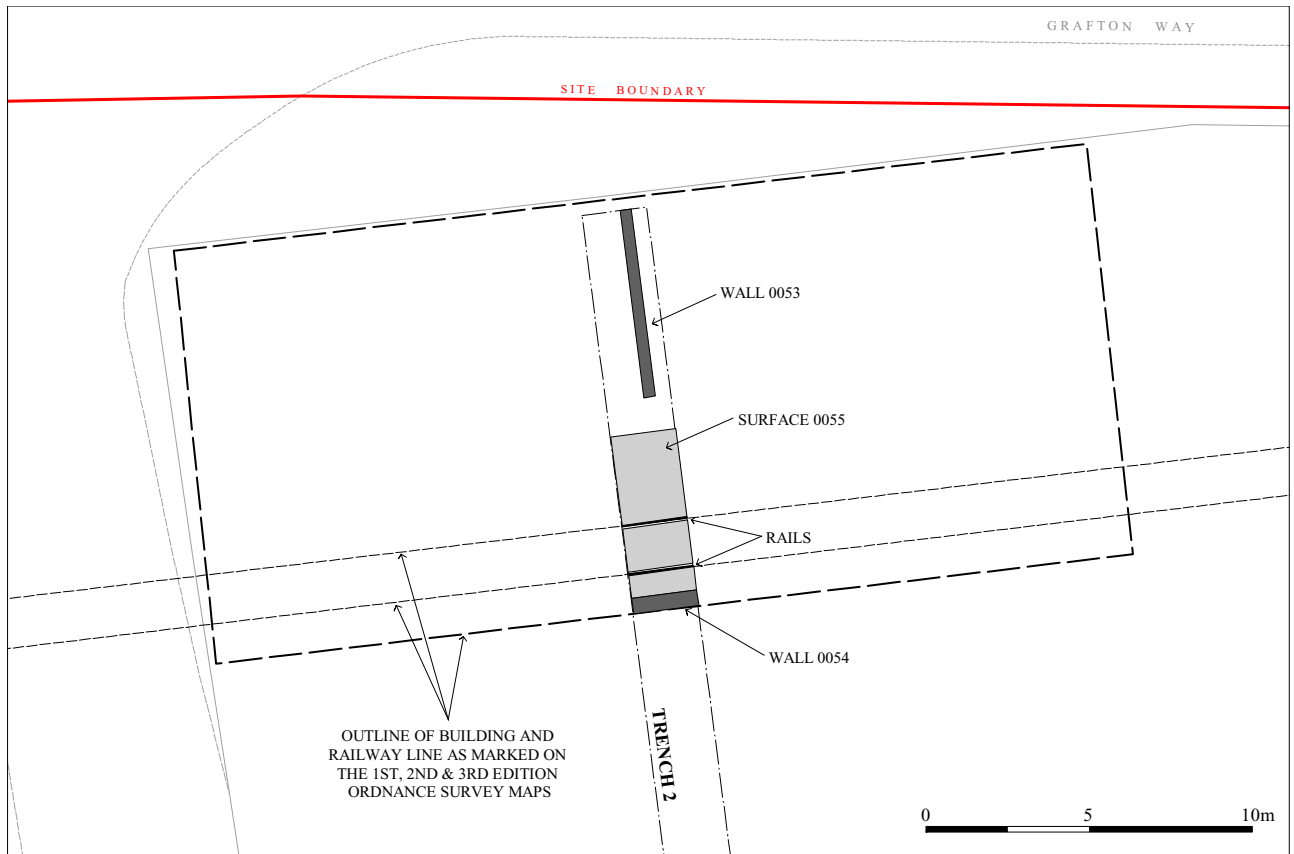 GRAFTON WAY
SITE BOUNDARY
WALL 0053
SURFACE 0055
RAILS
WALL 0054
OUTLINE OF BUILDING AND
RAILWAY LINE AS MARKED ON
THE 1ST, 2ND & 3RD EDITION
ORDNANCE SURVEY MAPS
TRENCH 2
0 5 10m